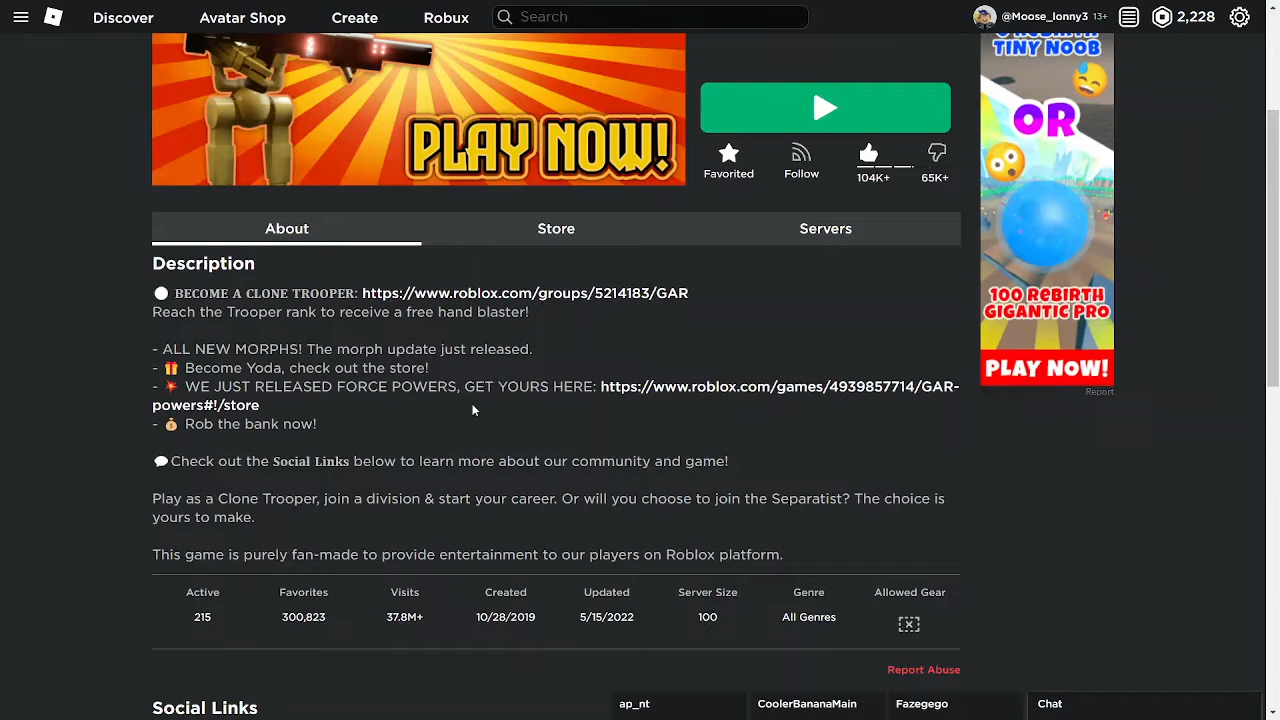 Discover Avatar Shop Create Robux Search @Moose_lonny3 13+ 2,228
TINY NOOB
OR
100 REBIRTH
GIGANTIC PRO
PLAY NOW!
Report
PLAY NOW!
Favorited Follow 104K+ 65K+
About Store Servers
Description
BECOME A CLONE TROOPER: https://www.roblox.com/groups/5214183/GAR
Reach the Trooper rank to receive a free hand blaster!
- ALL NEW MORPHS! The morph update just released.
- 🎁 Become Yoda, check out the store!
- 💥 WE JUST RELEASED FORCE POWERS, GET YOURS HERE: https://www.roblox.com/games/4939857714/GAR-
powers#!/store
- 💰 Rob the bank now!
💬Check out the Social Links below to learn more about our community and game!
Play as a Clone Trooper, join a division & start your career. Or will you choose to join the Separatist? The choice is
yours to make.
This game is purely fan-made to provide entertainment to our players on Roblox platform.
Active Favorites Visits Created Updated Server Size Genre Allowed Gear
215 300,823 37.8M+ 10/28/2019 5/15/2022 100 All Genres
Report Abuse
Social Links
ap_nt CoolerBananaMain Fazegego Chat